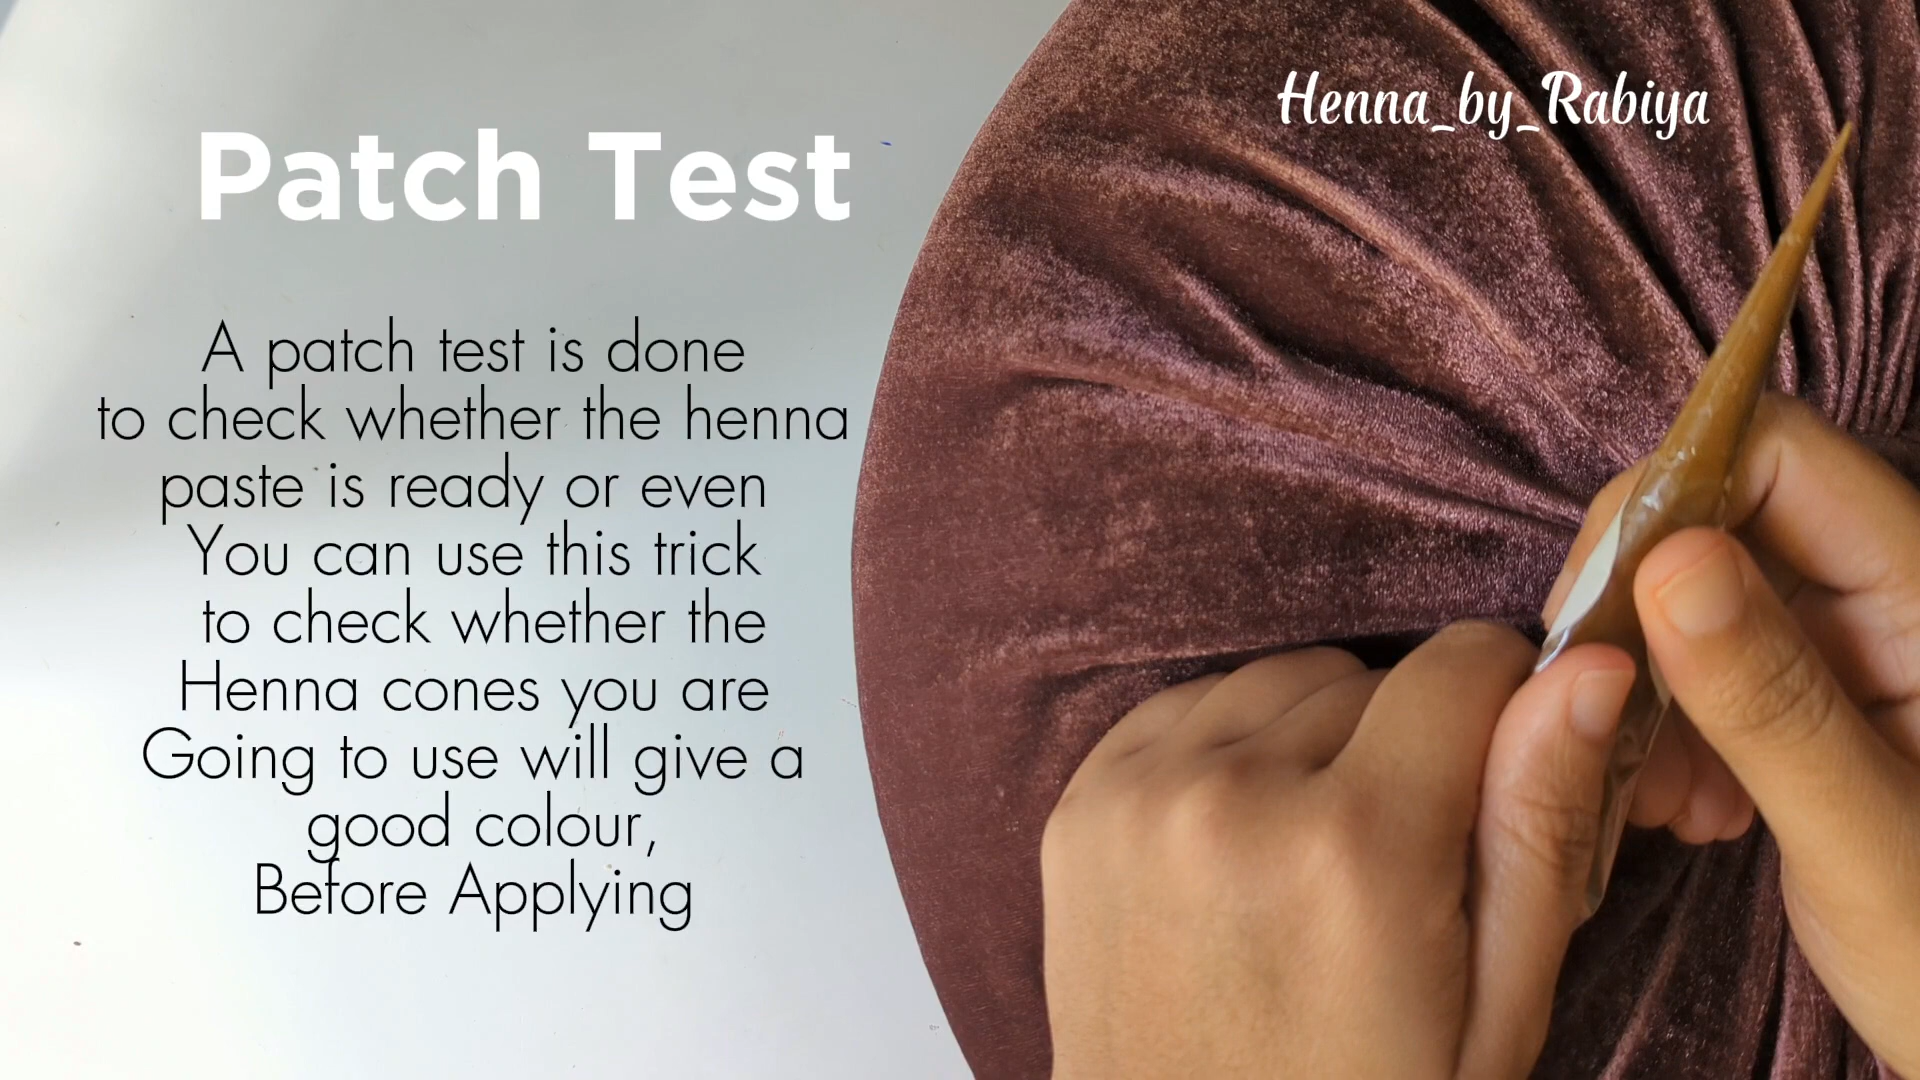 Henna_by_Rabiya
Patch Test
A patch test is done
to check whether the henna
paste is ready or even
You can use this trick
to check whether the
Henna cones you are
Going to use will give a
good colour,
Before Applying